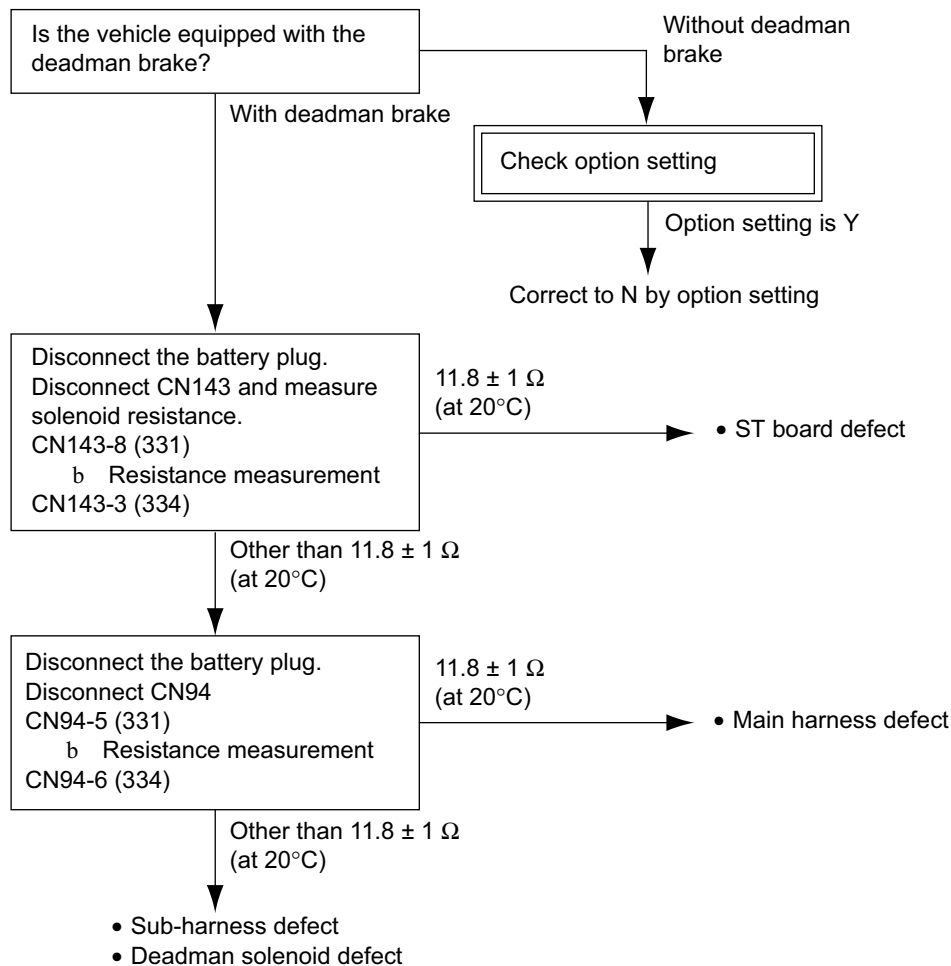 Is the vehicle equipped with the
deadman brake?
Without deadman
brake
With deadman brake
Check option setting
Option setting is Y
Correct to N by option setting
Disconnect the battery plug.
Disconnect CN143 and measure
solenoid resistance.
CN143-8 (331)
b Resistance measurement
CN143-3 (334)
11.8 ± 1 Ω
(at 20°C)
• ST board defect
Other than 11.8 ± 1 Ω
(at 20°C)
Disconnect the battery plug.
Disconnect CN94
CN94-5 (331)
b Resistance measurement
CN94-6 (334)
11.8 ± 1 Ω
(at 20°C)
• Main harness defect
Other than 11.8 ± 1 Ω
(at 20°C)
• Sub-harness defect
• Deadman solenoid defect